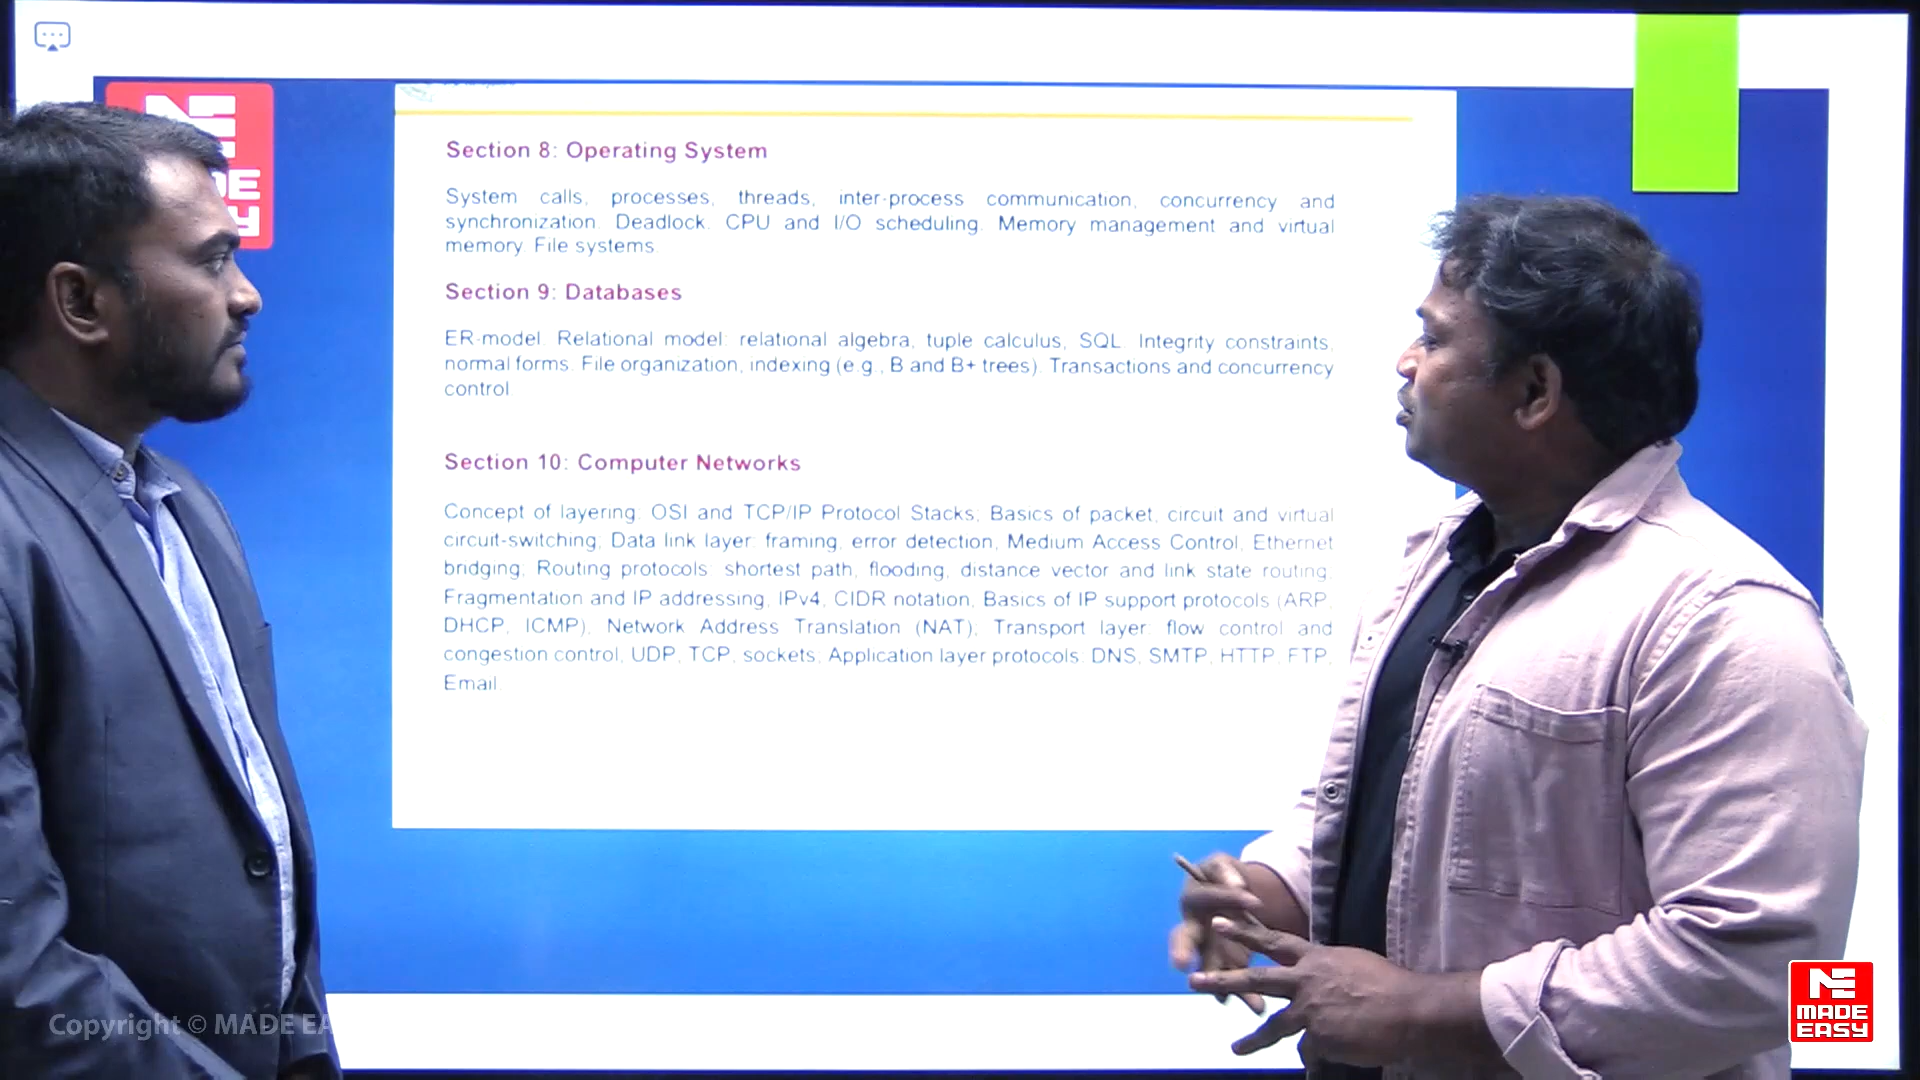 Section 8: Operating System
System calls, processes, threads, inter-process communication, concurrency and
synchronization. Deadlock. CPU and I/O scheduling. Memory management and virtual
memory. File systems.
Section 9: Databases
ER-model. Relational model: relational algebra, tuple calculus, SQL. Integrity constraints,
normal forms. File organization, indexing (e.g., B and B+ trees). Transactions and concurrency
control.
Section 10: Computer Networks
Concept of layering. OSI and TCP/IP Protocol Stacks; Basics of packet, circuit and virtual
circuit-switching; Data link layer: framing, error detection, Medium Access Control, Ethernet
bridging; Routing protocols: shortest path, flooding, distance vector and link state routing;
Fragmentation and IP addressing, IPv4, CIDR notation, Basics of IP support protocols (ARP,
DHCP, ICMP), Network Address Translation (NAT); Transport layer: flow control and
congestion control, UDP, TCP, sockets; Application layer protocols: DNS, SMTP, HTTP, FTP,
Email.
Copyright © MADE EA
MADE
EASY